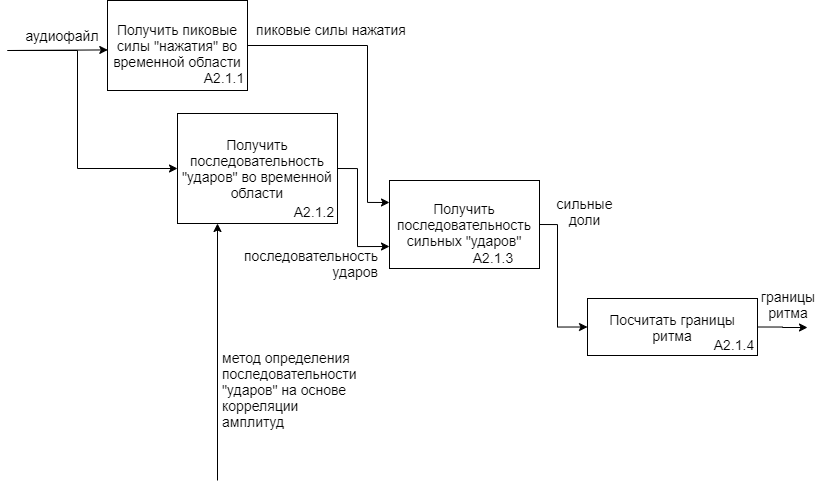 аудиофайл
Получить пиковые
силы "нажатия" во
временной области
A2.1.1
пиковые силы нажатия
Получить
последовательность
"ударов" во временной
области
A2.1.2
последовательность
ударов
метод определения
последовательности
"ударов" на основе
корреляции
амплитуд
Получить
последовательность
сильных "ударов"
A2.1.3
сильные
доли
Посчитать границы
ритма
A2.1.4
границы
ритма